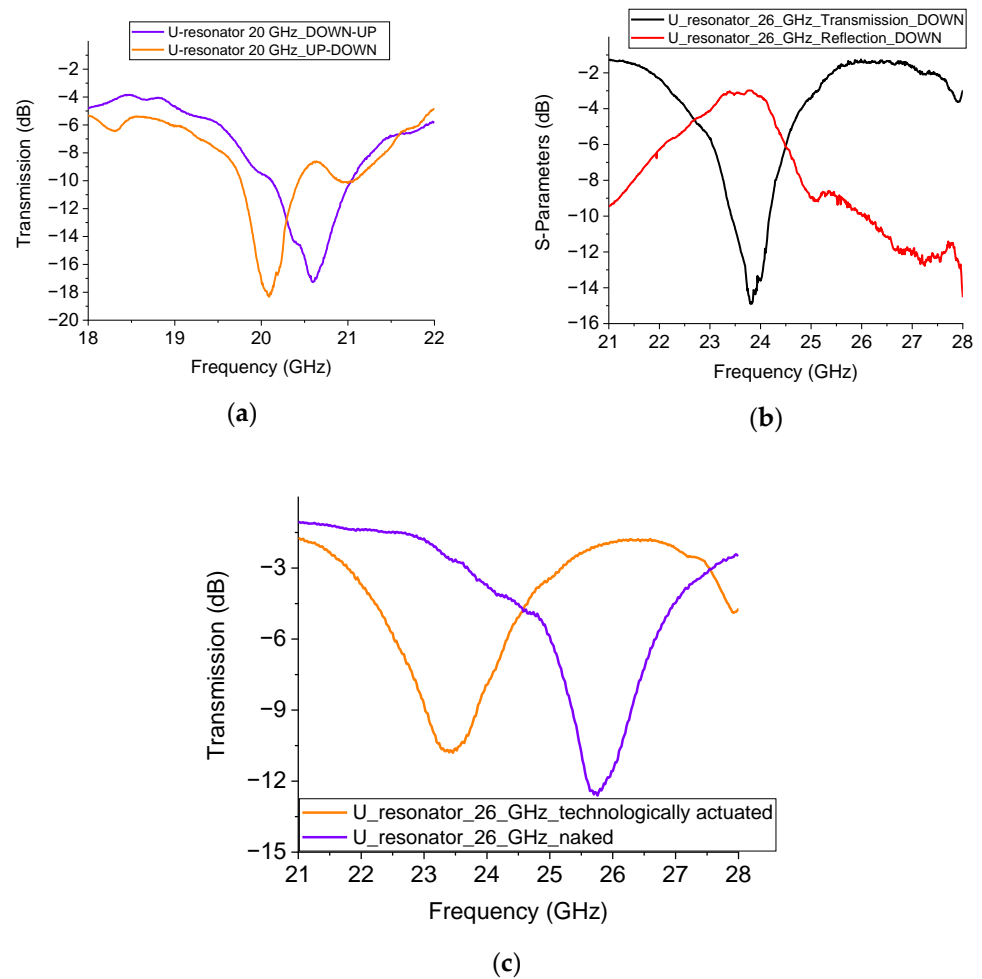 U-resonator 20 GHz_DOWN-UP
U-resonator 20 GHz_UP-DOWN
−2
−4
−6
−8
−10
−12
−14
−16
−18
−20
Transmission (dB)
18 19 20 21 22
Frequency (GHz)
(a)
U_resonator_26_GHz_Transmission_DOWN
U_resonator_26_GHz_Reflection_DOWN
−2
−4
−6
−8
−10
−12
−14
−16
S-Parameters (dB)
21 22 23 24 25 26 27 28
Frequency (GHz)
(b)
−3
−6
−9
−12
−15
Transmission (dB)
U_resonator_26_GHz_technologically actuated
U_resonator_26_GHz_naked
21 22 23 24 25 26 27 28
Frequency (GHz)
(c)